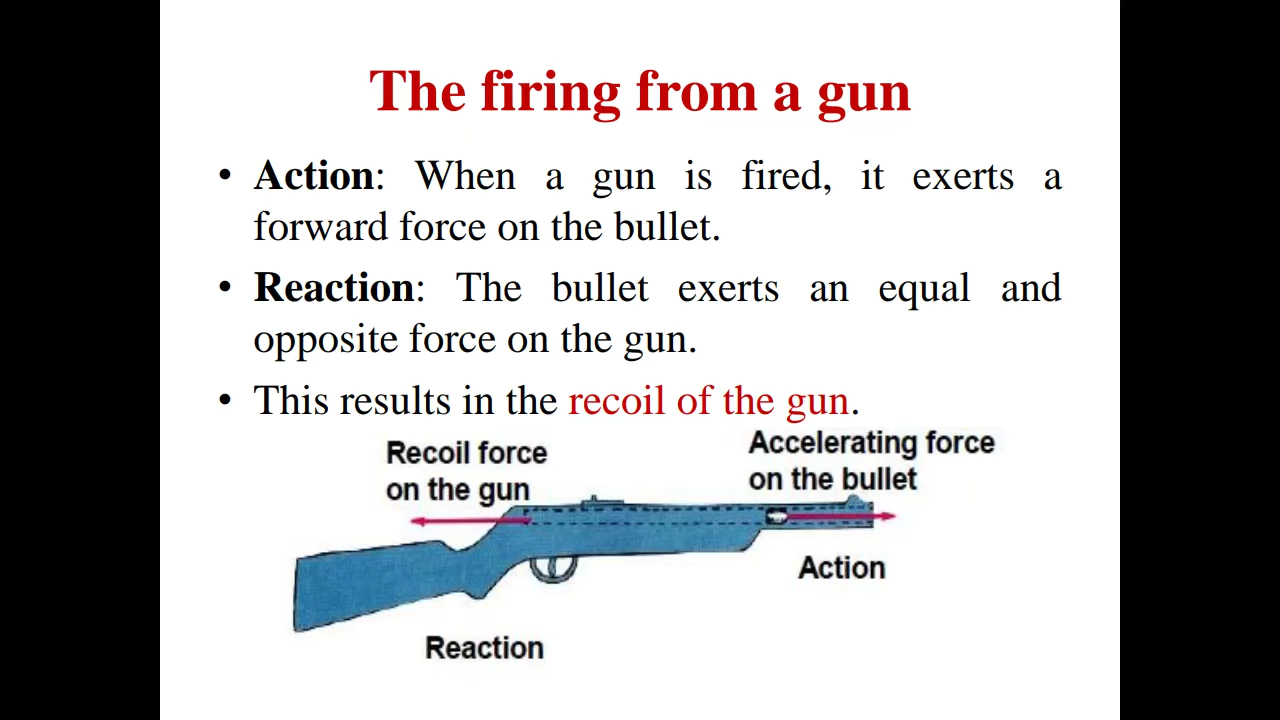 The firing from a gun
• Action: When a gun is fired, it exerts a
forward force on the bullet.
• Reaction: The bullet exerts an equal and
opposite force on the gun.
• This results in the recoil of the gun.
Recoil force
on the gun
Accelerating force
on the bullet
Action
Reaction